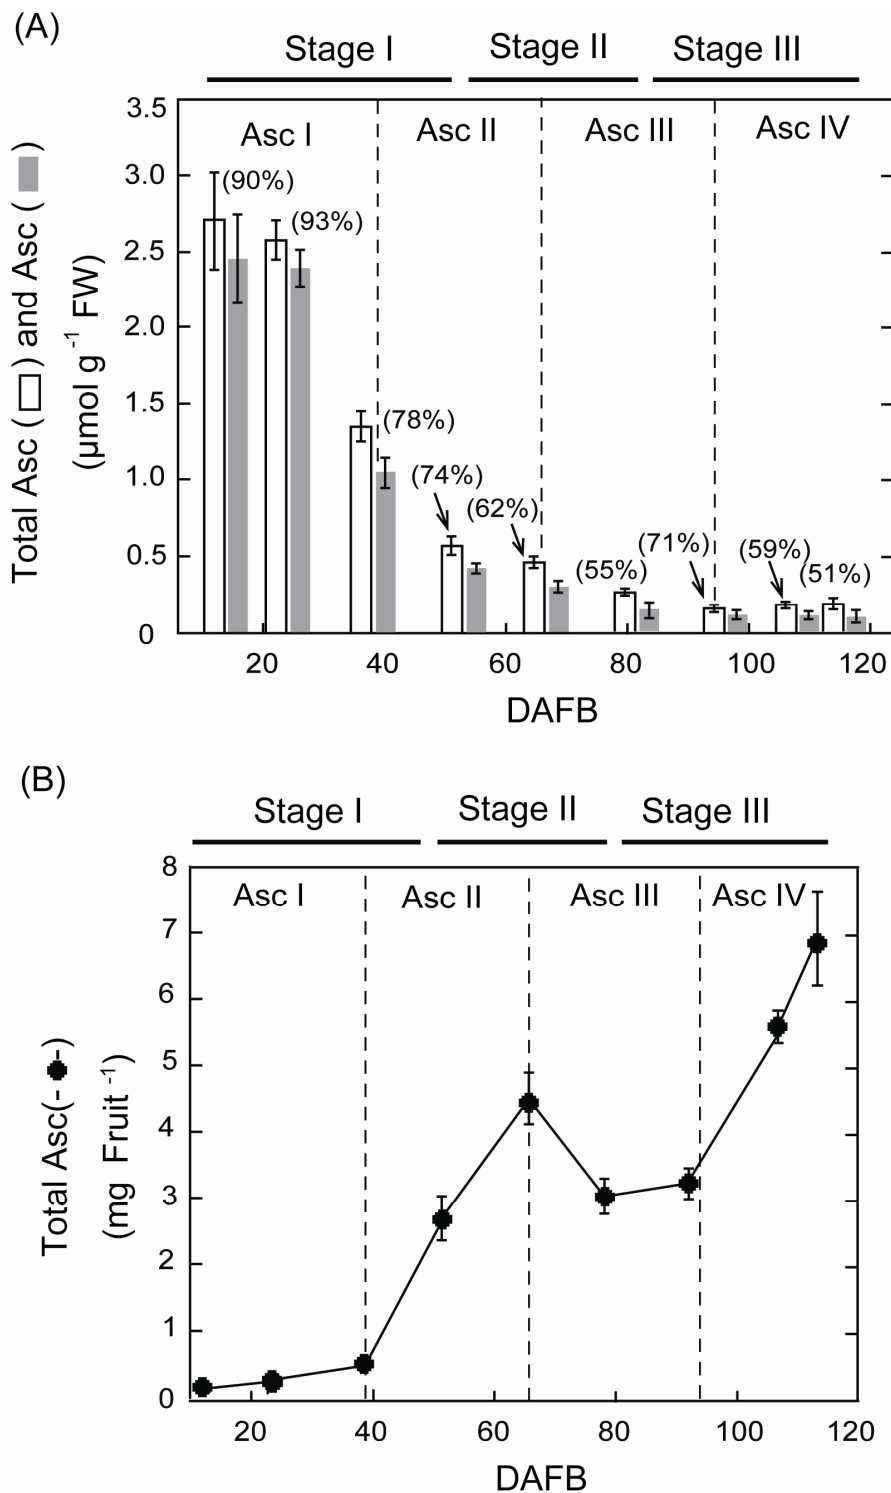 (A)
Stage I Stage II Stage III
Asc I Asc II Asc III Asc IV
Total Asc ( ) and Asc ( )
(µmol g -1 FW)
3.5
3.0
2.5
2.0
1.5
1.0
0.5
0
(90%)
(93%)
(78%)
(74%)
(62%)
(55%)
(71%)
(59%)
(51%)
20 40 60 80 100 120
DAFB
(B)
Stage I Stage II Stage III
Asc I Asc II Asc III Asc IV
Total Asc(- -)
(mg Fruit -1)
8
7
6
5
4
3
2
1
0
20 40 60 80 100 120
DAFB